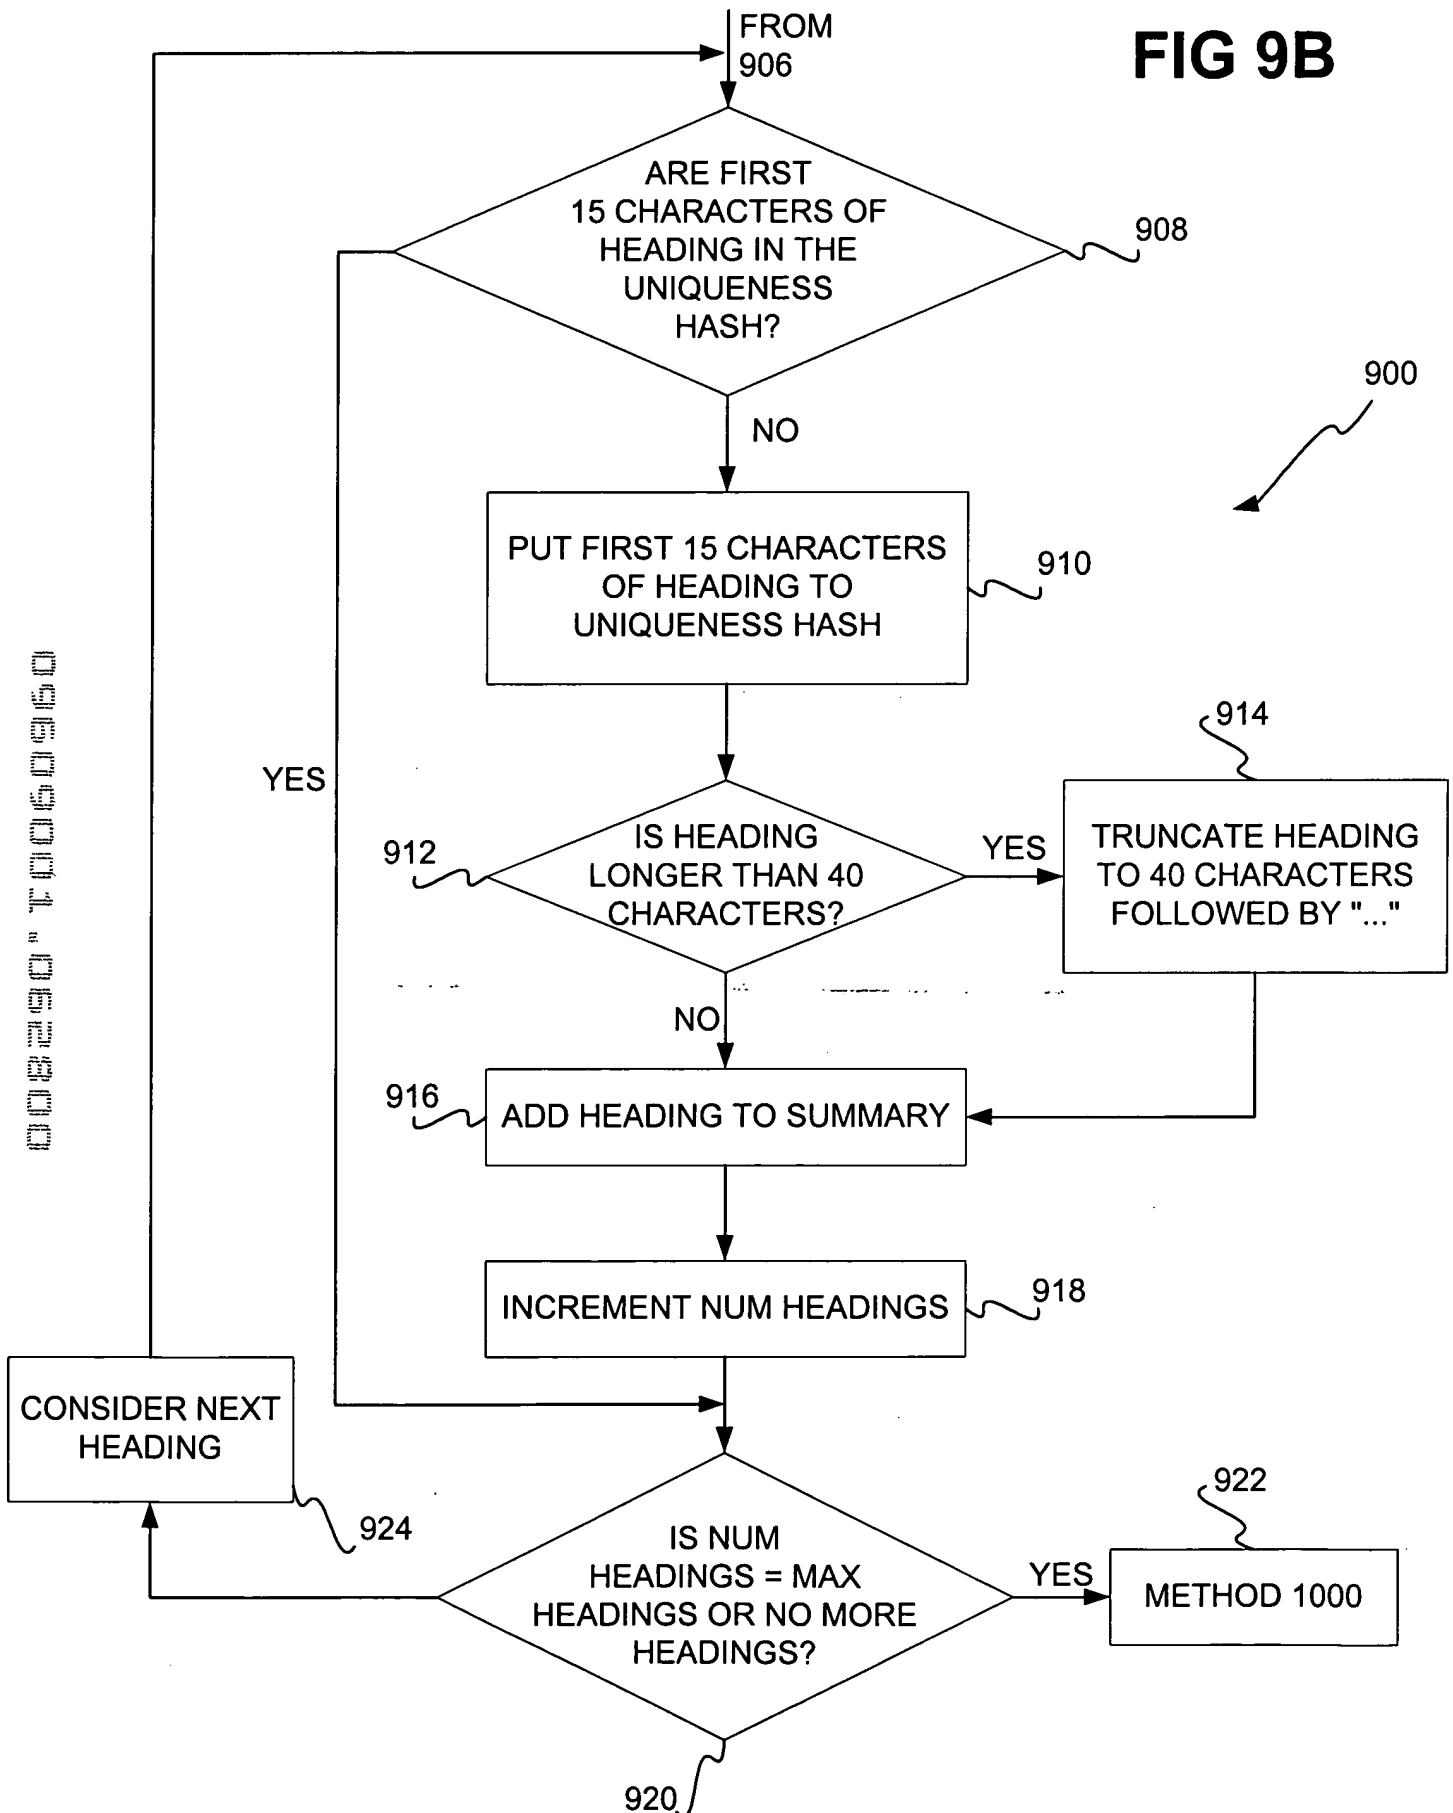 FROM
906
FIG 9B
ARE FIRST
15 CHARACTERS OF
HEADING IN THE
UNIQUENESS
HASH?
908
900
NO
PUT FIRST 15 CHARACTERS
OF HEADING TO
UNIQUENESS HASH
910
YES
914
912
IS HEADING
LONGER THAN 40
CHARACTERS?
YES
TRUNCATE HEADING
TO 40 CHARACTERS
FOLLOWED BY "..."
NO
916
ADD HEADING TO SUMMARY
INCREMENT NUM HEADINGS
918
CONSIDER NEXT
HEADING
924
IS NUM
HEADINGS = MAX
HEADINGS OR NO MORE
HEADINGS?
YES
922
METHOD 1000
920
09609001.062800